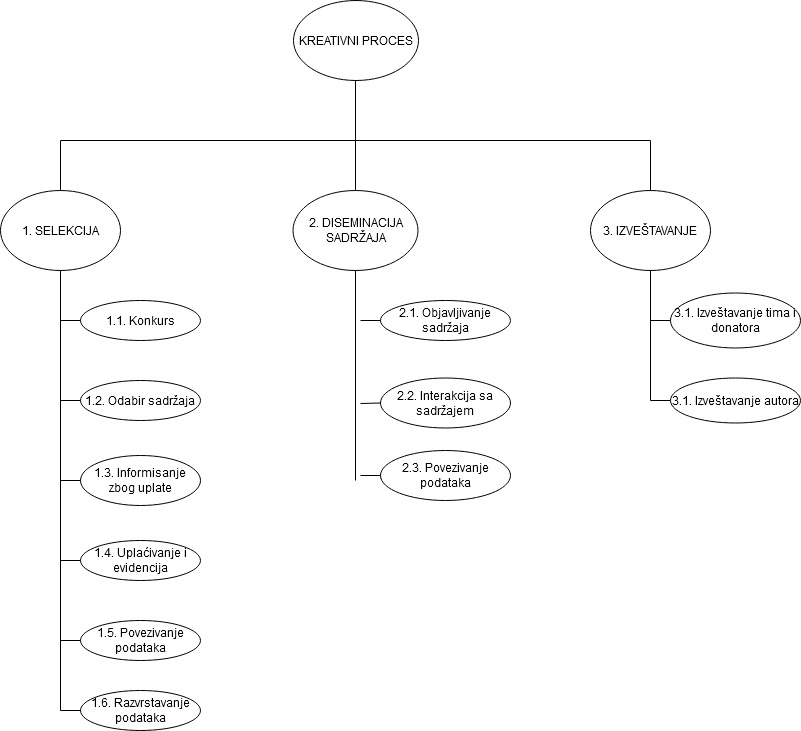 KREATIVNI PROCES
1. SELEKCIJA
2. DISEMINACIJA
SADRŽAJA
3. IZVEŠTAVANJE
1.1. Konkurs
1.2. Odabir sadržaja
1.3. Informisanje
zbog uplate
1.4. Uplaćivanje i
evidencija
1.5. Povezivanje
podataka
1.6. Razvrstavanje
podataka
2.1. Objavljivanje
sadržaja
2.2. Interakcija sa
sadržajem
2.3. Povezivanje
podataka
3.1. Izveštavanje tima i
donatora
3.1. Izveštavanje autora